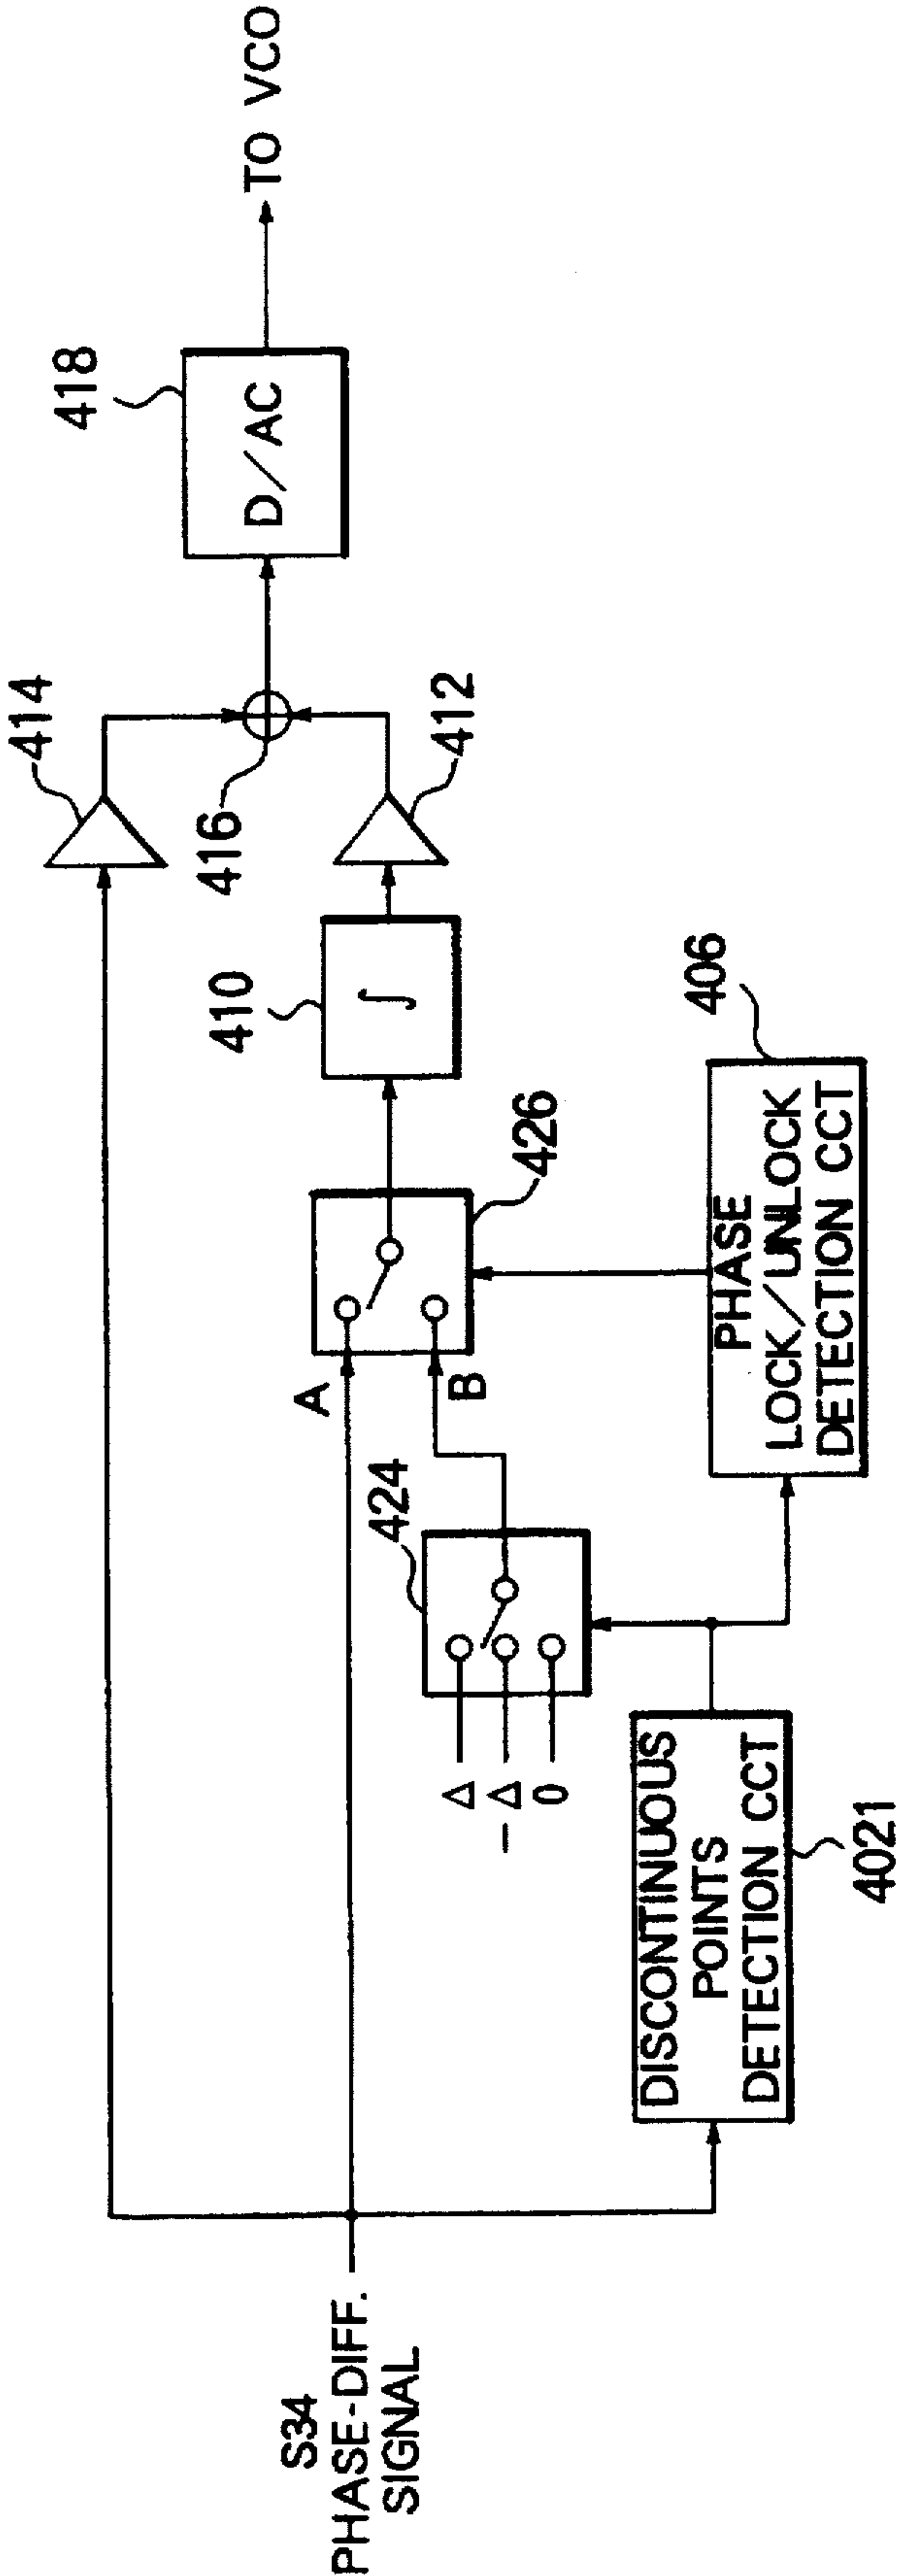 S34
PHASE-DIFF.
SIGNAL
414
416
412
418
D/AC
TO VCO
410
∫
A
B
426
424
Δ
-Δ
0
DISCONTINUOUS
POINTS
DETECTION CCT
4021
PHASE
LOCK/UNLOCK
DETECTION CCT
406